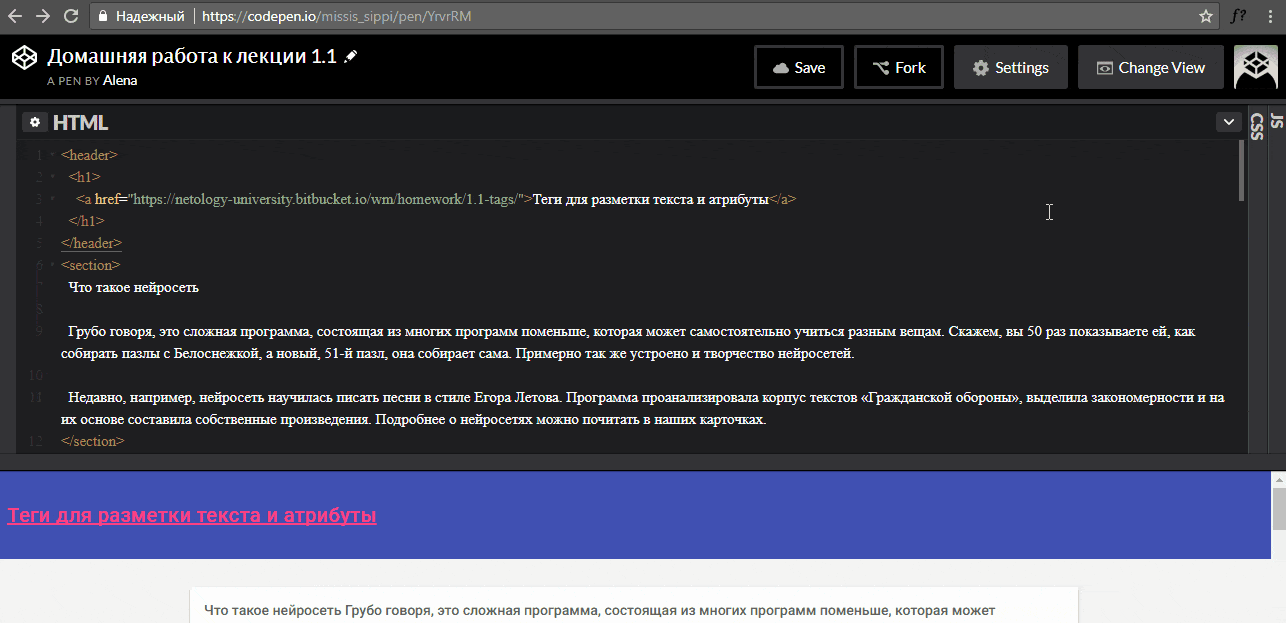 Надежный https://codepen.io/missis_sippi/pen/YrvrRM f?
Домашняя работа к лекции 1.1
A PEN BY Alena
Save Fork Settings Change View
HTML
CSS
JS
1 <header>
2 <h1>
3 <a href="https://netology-university.bitbucket.io/wm/homework/1.1-tags/">Теги для разметки текста и атрибуты</a>
4 </h1>
5 </header>
6 <section>
7 Что такое нейросеть
8
9 Грубо говоря, это сложная программа, состоящая из многих программ поменьше, которая может самостоятельно учиться разным вещам. Скажем, вы 50 раз показываете ей, как
собирать пазлы с Белоснежкой, а новый, 51-й пазл, она собирает сама. Примерно так же устроено и творчество нейросетей.
10
11 Недавно, например, нейросеть научилась писать песни в стиле Егора Летова. Программа проанализировала корпус текстов «Гражданской обороны», выделила закономерности и на
их основе составила собственные произведения. Подробнее о нейросетях можно почитать в наших карточках.
12 </section>
Теги для разметки текста и атрибуты
Что такое нейросеть Грубо говоря, это сложная программа, состоящая из многих программ поменьше, которая может